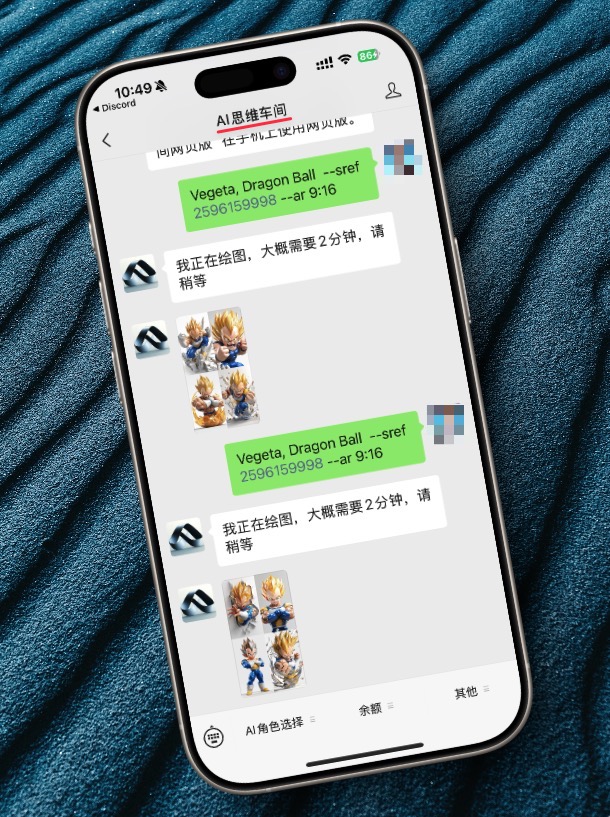 10:49
86
Discord
AI思维车间
间网页版 在手机上使用网页版。
Vegeta, Dragon Ball --sref
2596159998 --ar 9:16
我正在绘图，大概需要2分钟，请
稍等
Vegeta, Dragon Ball --sref
2596159998 --ar 9:16
我正在绘图，大概需要2分钟，请
稍等
AI角色选择
余额
其他